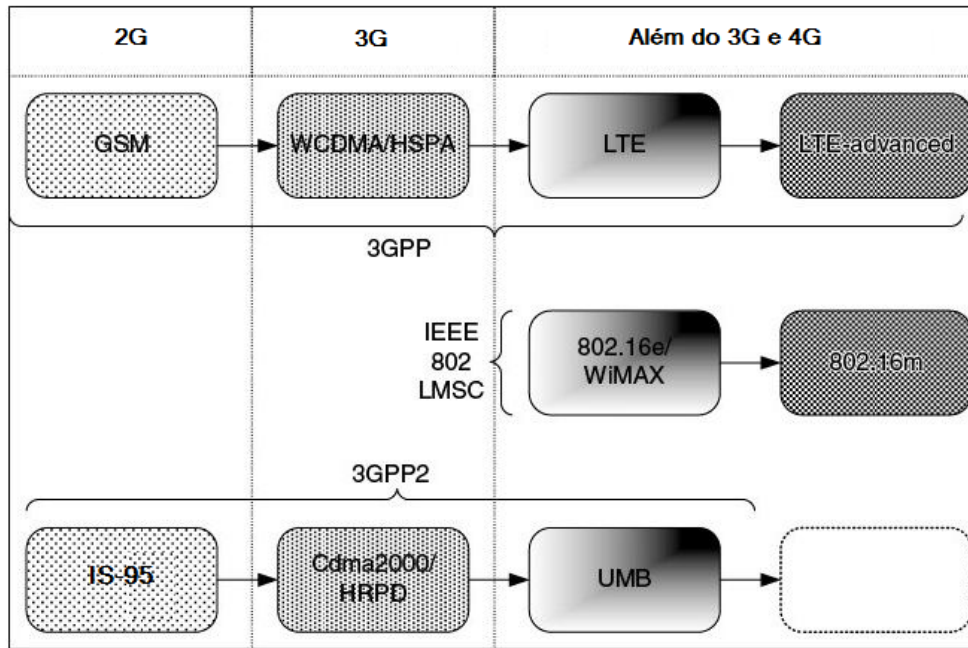 2G
3G
Além do 3G e 4G
GSM
WCDMA/HSPA
LTE
LTE-advanced
3GPP
IEEE
802
LMSC
802.16e/
WiMAX
802.16m
3GPP2
IS-95
Cdma2000/
HRPD
UMB